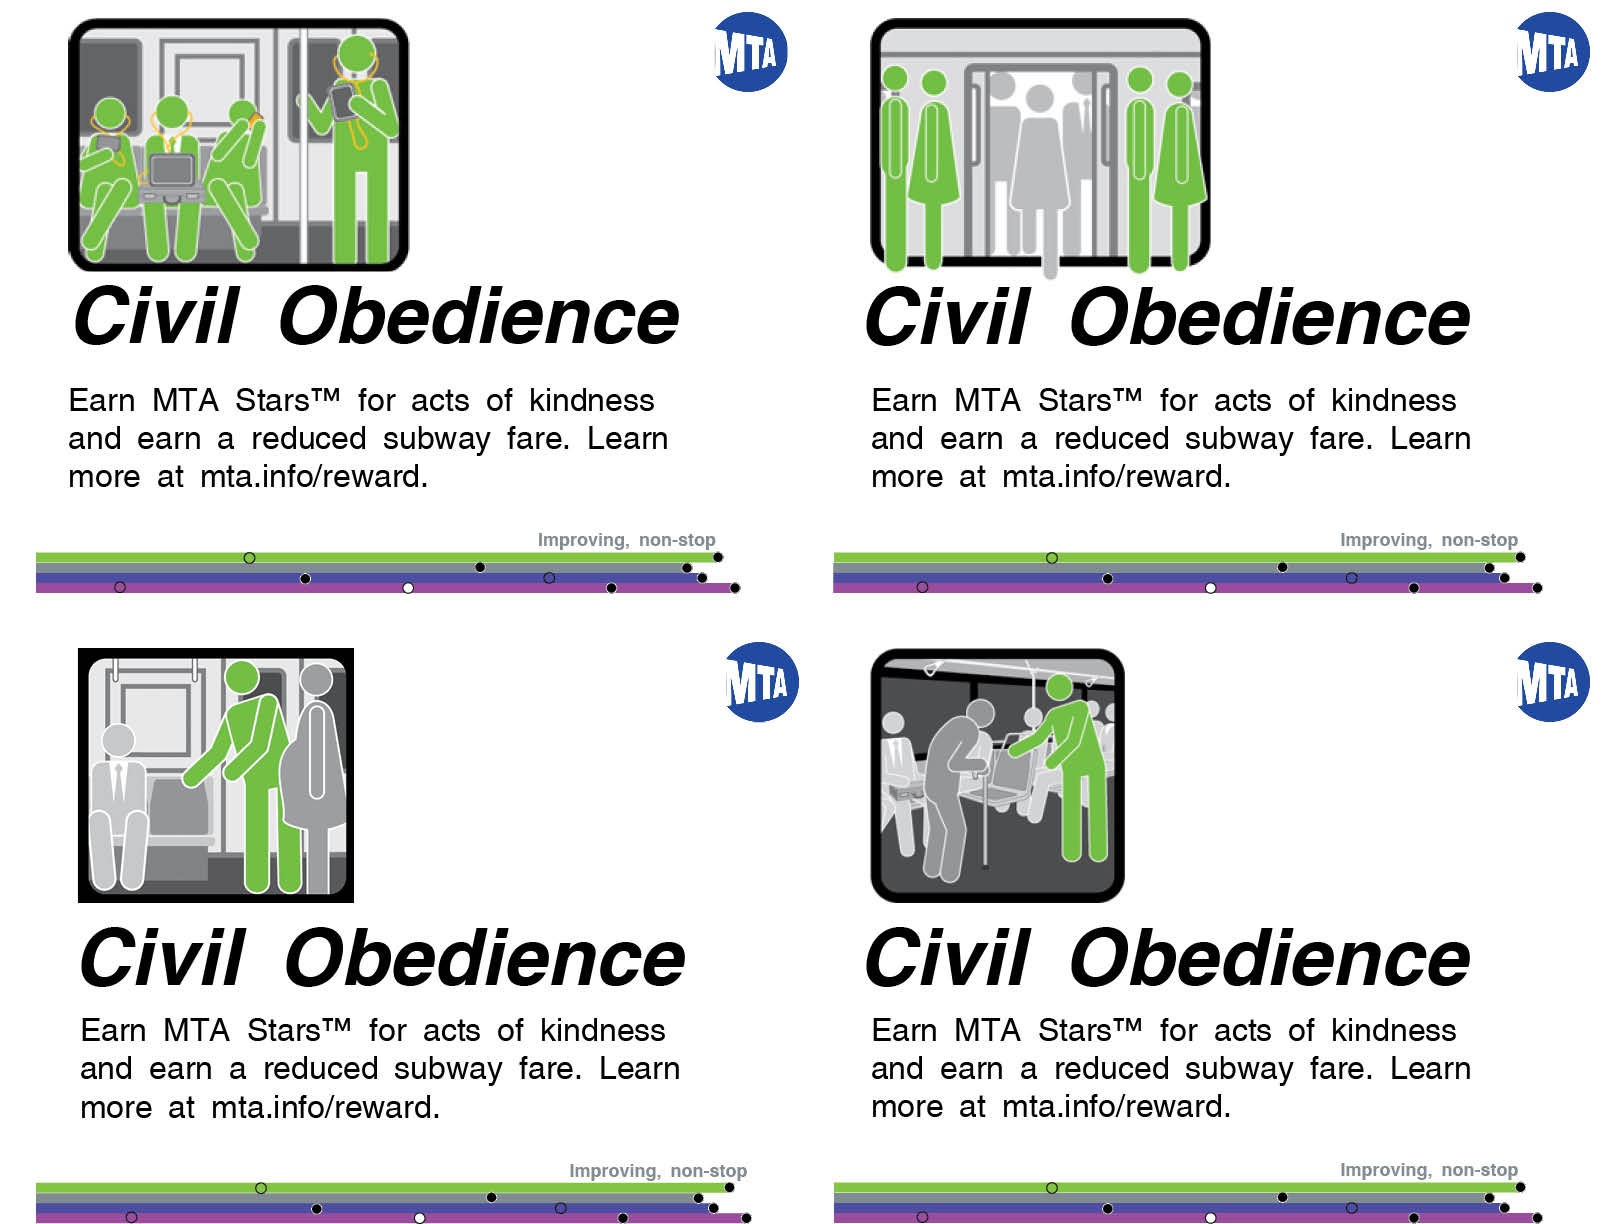 MTA
Civil Obedience
Earn MTA Stars™ for acts of kindness
and earn a reduced subway fare. Learn
more at mta.info/reward.
Improving, non-stop
MTA
Civil Obedience
Earn MTA Stars™ for acts of kindness
and earn a reduced subway fare. Learn
more at mta.info/reward.
Improving, non-stop
MTA
Civil Obedience
Earn MTA Stars™ for acts of kindness
and earn a reduced subway fare. Learn
more at mta.info/reward.
Improving, non-stop
MTA
Civil Obedience
Earn MTA Stars™ for acts of kindness
and earn a reduced subway fare. Learn
more at mta.info/reward.
Improving, non-stop